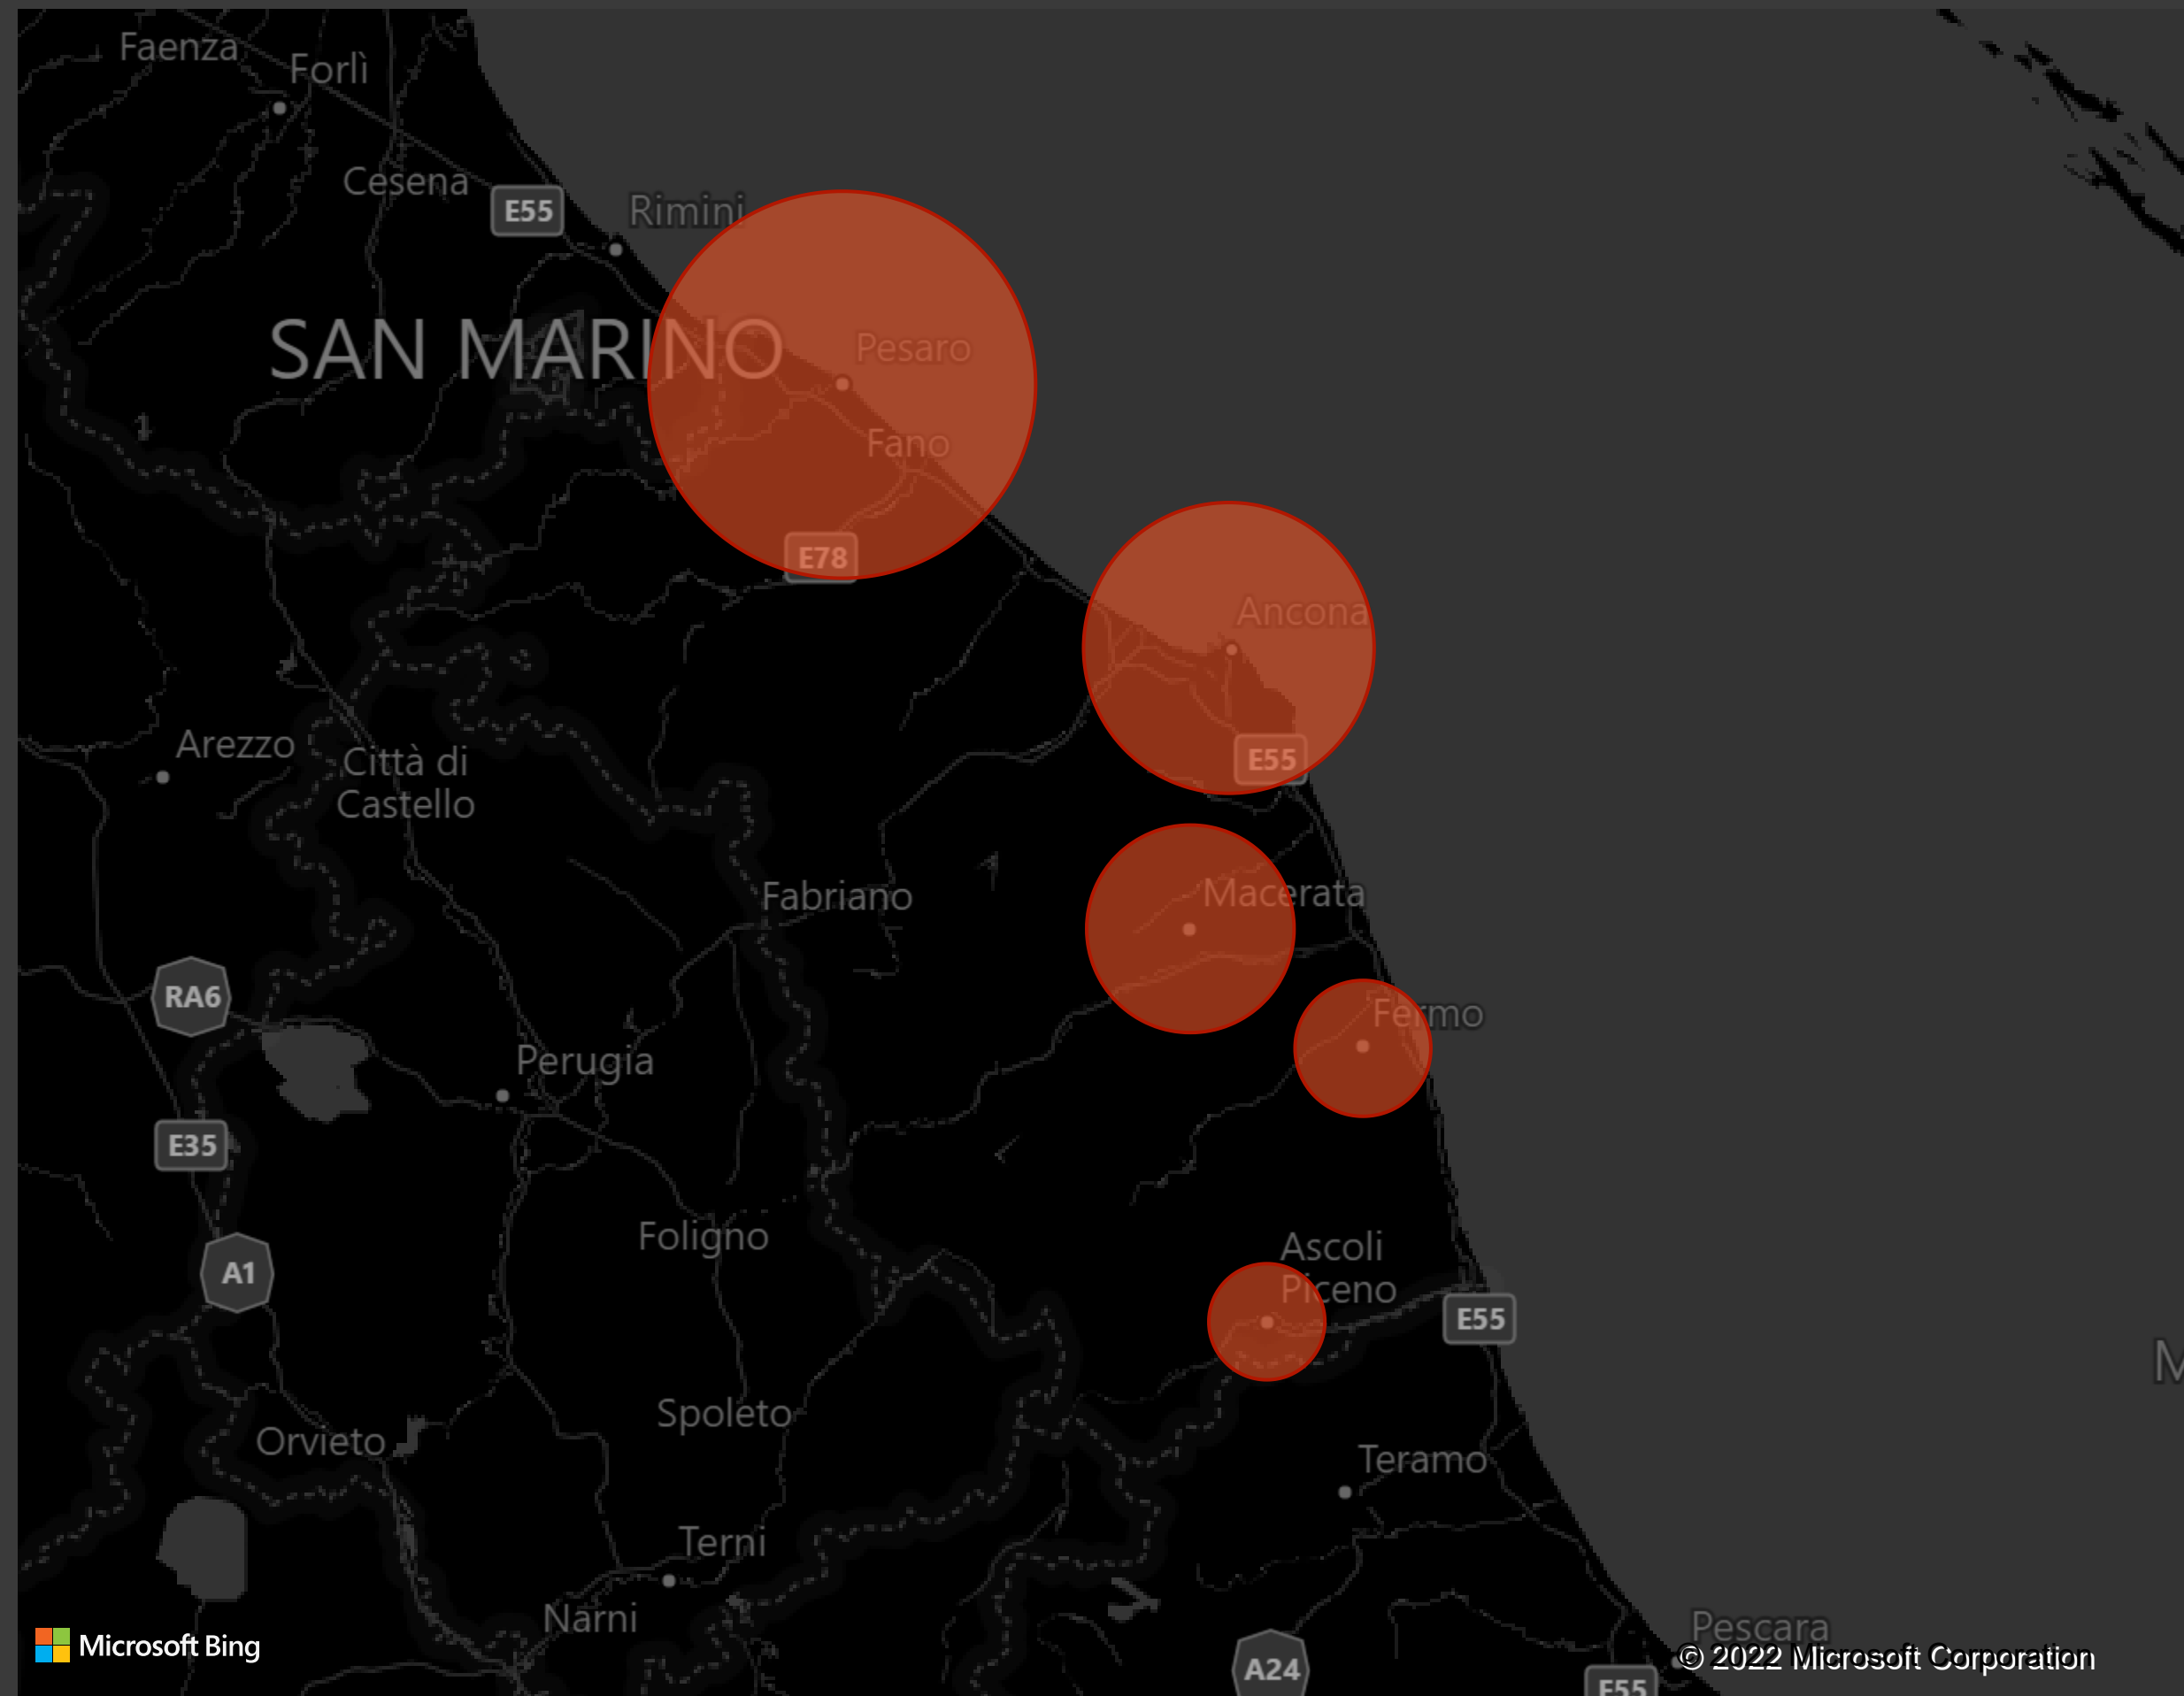 Faenza
Forlì
Cesena
E55
Rimini
SAN MARINO
Pesaro
Fano
E78
Ancona
E55
Arezzo
Città di
Castello
Fabriano
Macerata
RA6
Fermo
Perugia
E35
Foligno
Ascoli
Piceno
A1
E55
M
Spoleto
Orvieto
Teramo
Terni
Narni
Pescara
Microsoft Bing
© 2022 Microsoft Corporation
A24
E55